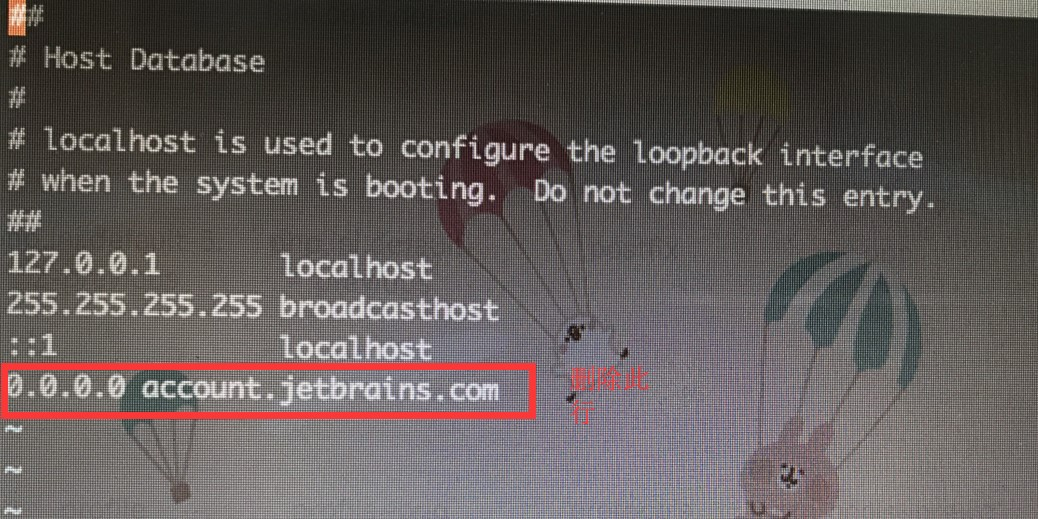 ##
# Host Database
#
# localhost is used to configure the loopback interface
# when the system is booting.  Do not change this entry.
##
127.0.0.1       localhost
255.255.255.255 broadcasthost
::1             localhost
0.0.0.0 account.jetbrains.com
删除此
行
~
~
~